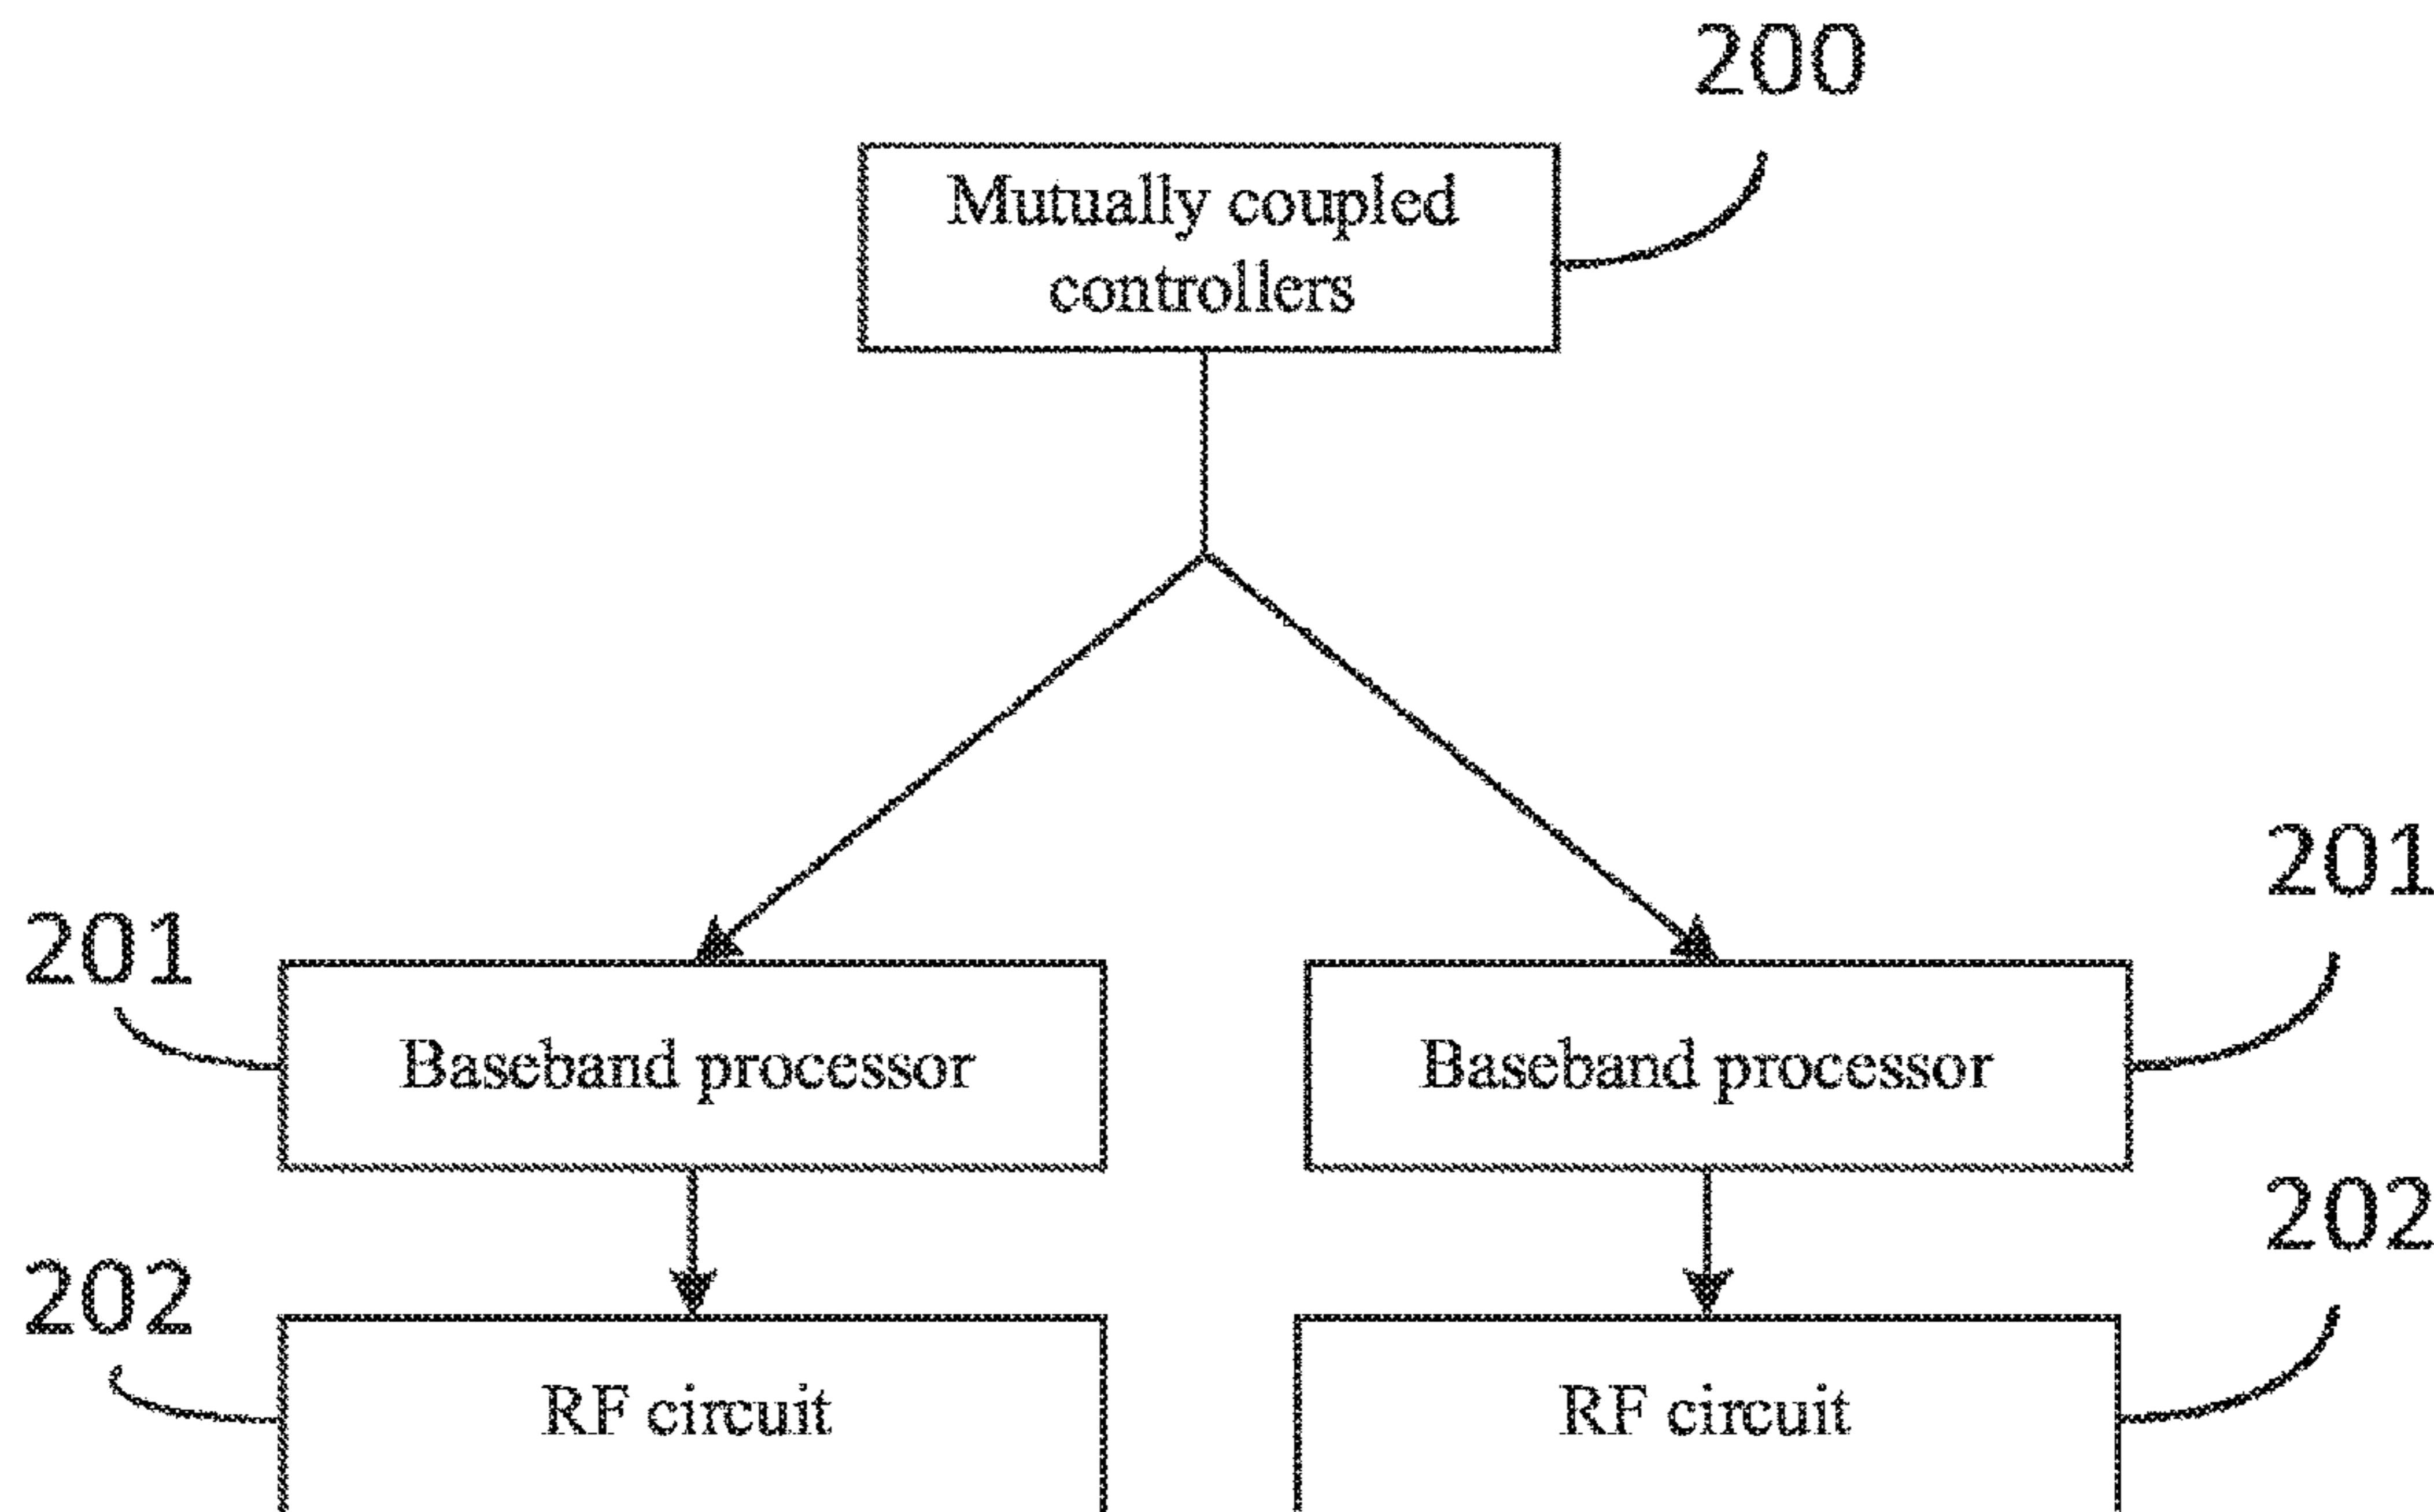 200
Mutually coupled
controllers
201
201
Baseband processor
Baseband processor
202
202
RF circuit
RF circuit